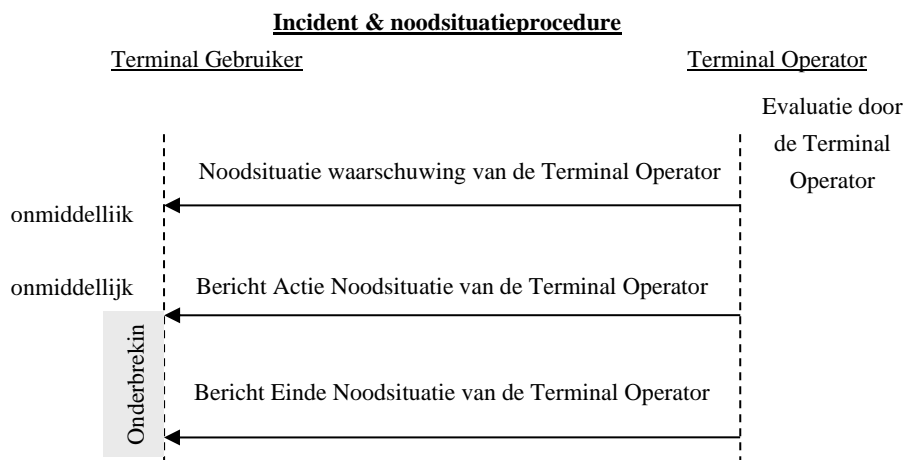 Incident & noodsituatieprocedure
Terminal Gebruiker
Terminal Operator
Evaluatie door
de Terminal
Operator
Noodsituatie waarschuwing van de Terminal Operator
onmiddellijk
onmiddellijk
Bericht Actie Noodsituatie van de Terminal Operator
Onderbrekin
Bericht Einde Noodsituatie van de Terminal Operator